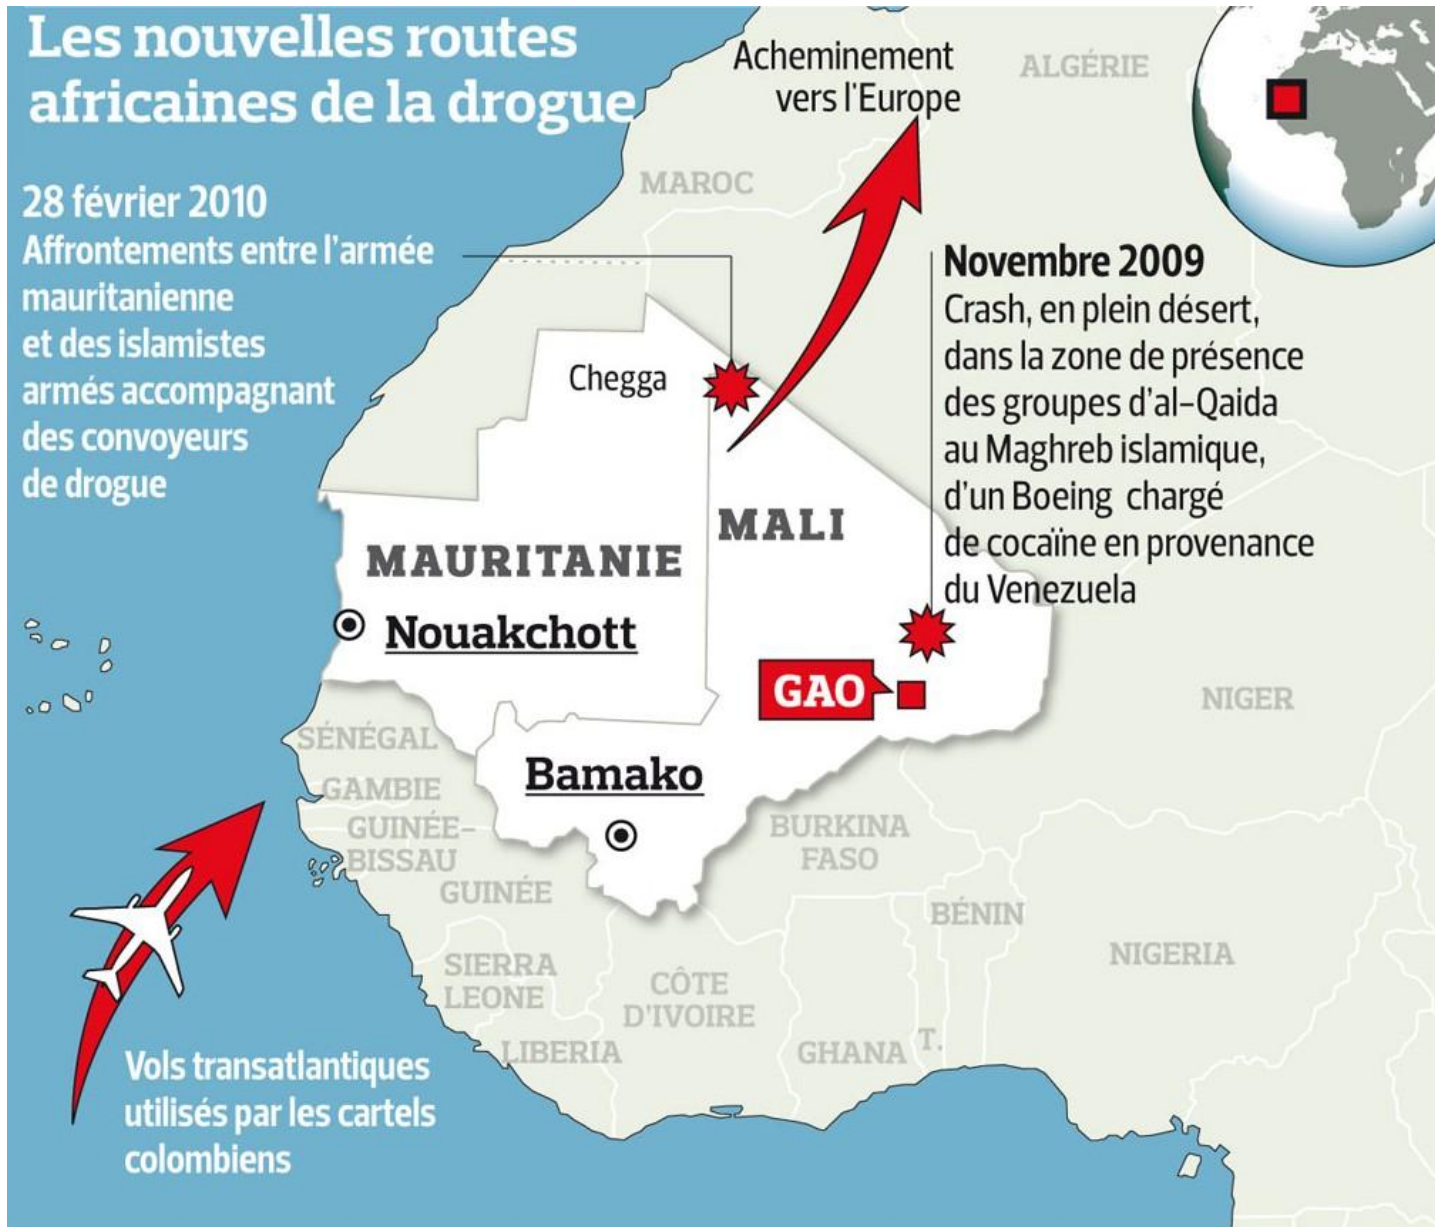 Les nouvelles routes
africaines de la drogue
28 février 2010
Affrontements entre l'armée
mauritanienne
et des islamistes
armés accompagnant
des convoyeurs
de drogue
Acheminement
vers l'Europe
ALGÉRIE
MAROC
Novembre 2009
Crash, en plein désert,
dans la zone de présence
des groupes d'al-Qaida
au Maghreb islamique,
d'un Boeing chargé
de cocaïne en provenance
du Venezuela
Chegga
MALI
MAURITANIE
Nouakchott
GAO
NIGER
SÉNÉGAL
Bamako
GAMBIE
GUINÉE-
BISSAU
BURKINA
FASO
GUINÉE
BÉNIN
NIGERIA
SIERRA
LEONE
CÔTE
D'IVOIRE
LIBERIA
GHANA
T.
Vols transatlantiques
utilisés par les cartels
colombiens